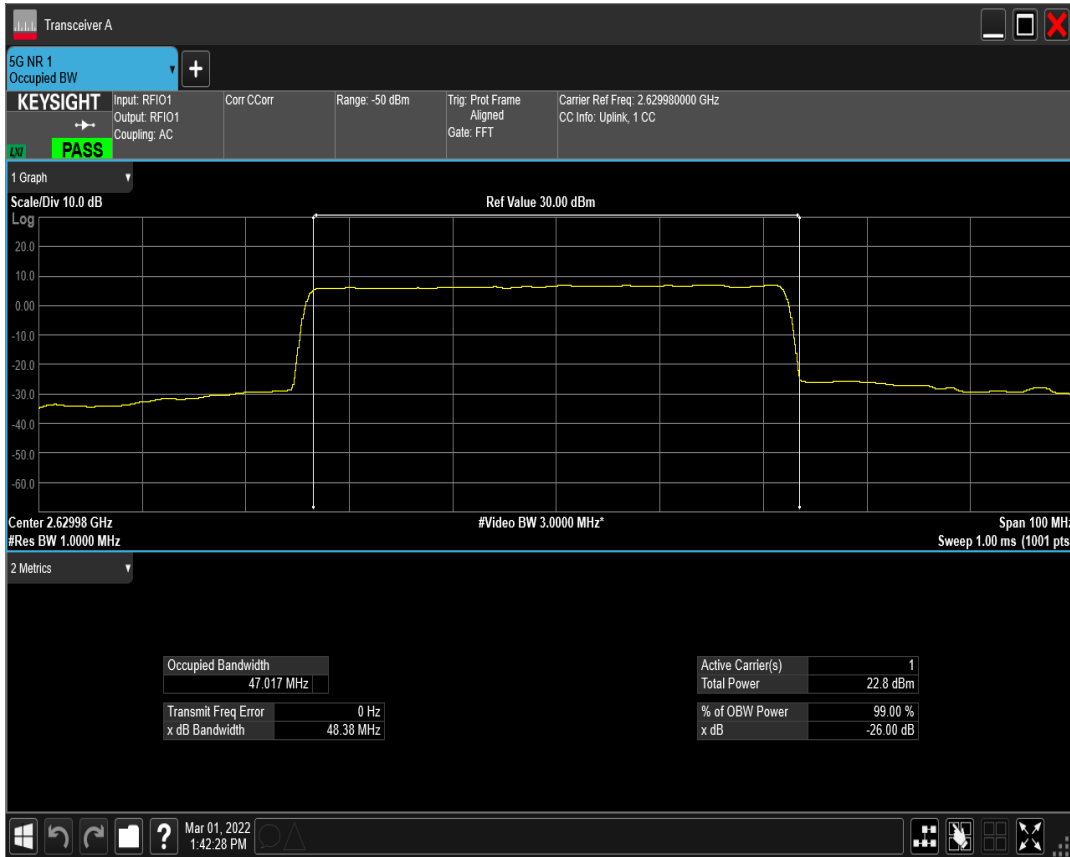 Transceiver A
5G NR 1
Occupied BW
+
KEYSIGHT
LXI
PASS
Input: RFIO1
Output: RFIO1
Coupling: AC
Corr CCorr
Range: -50 dBm
Trig: Prot Frame
Aligned
Gate: FFT
Carrier Ref Freq: 2.629980000 GHz
CC Info: Uplink, 1 CC
1 Graph
Scale/Div 10.0 dB
Ref Value 30.00 dBm
Log
20.0
10.0
0.00
-10.0
-20.0
-30.0
-40.0
-50.0
-60.0
Center 2.62998 GHz
#Video BW 3.0000 MHz*
Span 100 MHz
#Res BW 1.0000 MHz
Sweep 1.00 ms (1001 pts
2 Metrics
Occupied Bandwidth
47.017 MHz
Transmit Freq Error 0 Hz
x dB Bandwidth 48.38 MHz
Active Carrier(s) 1
Total Power 22.8 dBm
% of OBW Power 99.00 %
x dB -26.00 dB
?
Mar 01, 2022
1:42:28 PM